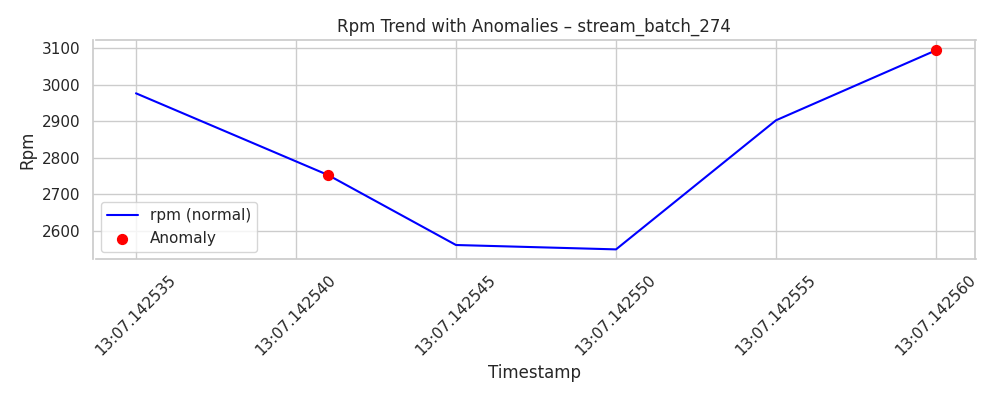 Rpm Trend with Anomalies – stream_batch_274
Rpm
3100
3000
2900
2800
2700
2600
rpm (normal)
Anomaly
13:07.142535
13:07.142540
13:07.142545
13:07.142550
13:07.142555
13:07.142560
Timestamp